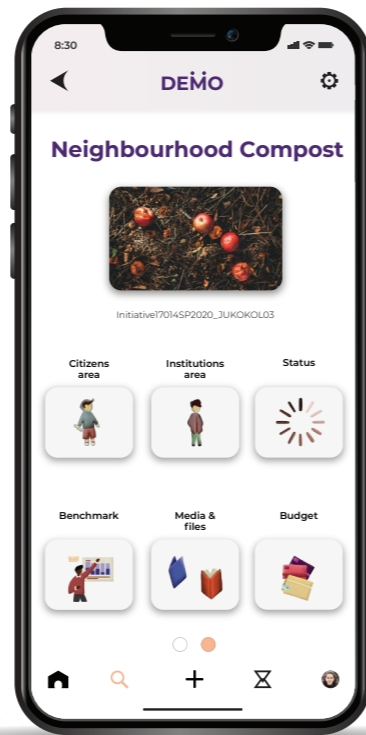 8:30
DEMO
Neighbourhood Compost
Initiative17014SP2020_JUKOKOL03
Citizens
area
Institutions
area
Status
Benchmark
Media &
files
Budget